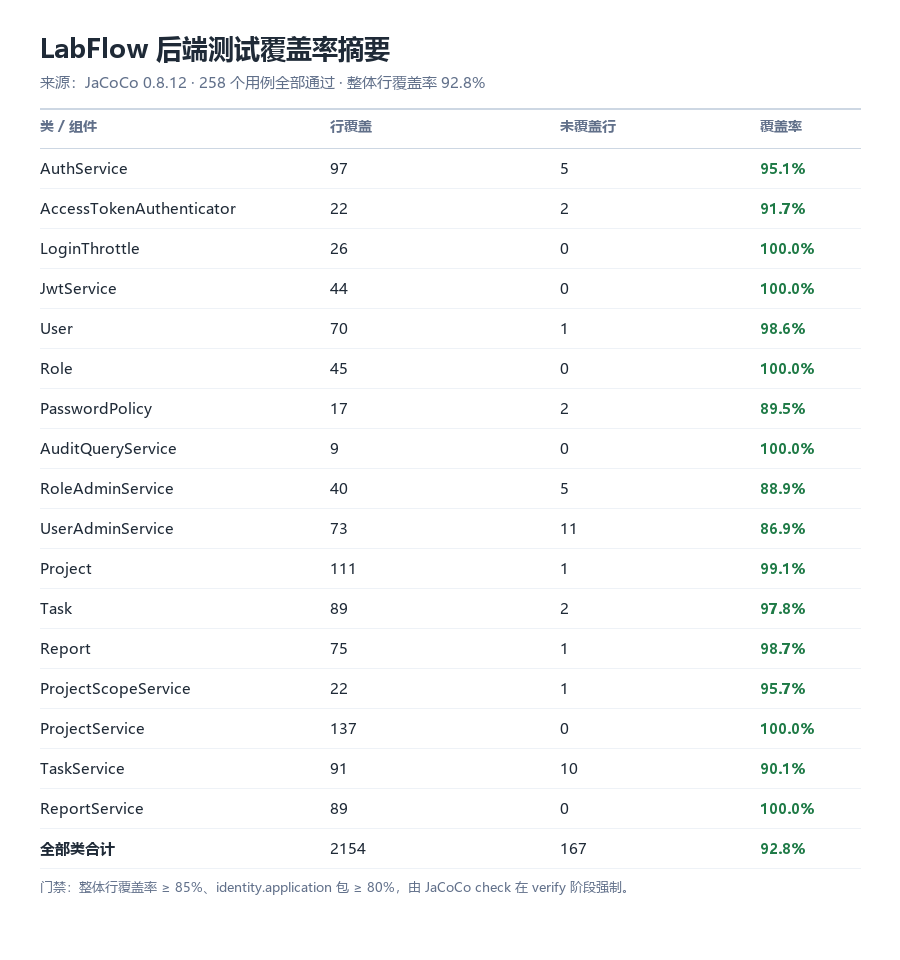 LabFlow 后端测试覆盖率摘要
来源：JaCoCo 0.8.12 · 258 个用例全部通过 · 整体行覆盖率 92.8%
类 / 组件 行覆盖 未覆盖行 覆盖率
AuthService 97 5 95.1%
AccessTokenAuthenticator 22 2 91.7%
LoginThrottle 26 0 100.0%
JwtService 44 0 100.0%
User 70 1 98.6%
Role 45 0 100.0%
PasswordPolicy 17 2 89.5%
AuditQueryService 9 0 100.0%
RoleAdminService 40 5 88.9%
UserAdminService 73 11 86.9%
Project 111 1 99.1%
Task 89 2 97.8%
Report 75 1 98.7%
ProjectScopeService 22 1 95.7%
ProjectService 137 0 100.0%
TaskService 91 10 90.1%
ReportService 89 0 100.0%
全部类合计 2154 167 92.8%
门禁：整体行覆盖率 ≥ 85%、identity.application 包 ≥ 80%，由 JaCoCo check 在 verify 阶段强制。